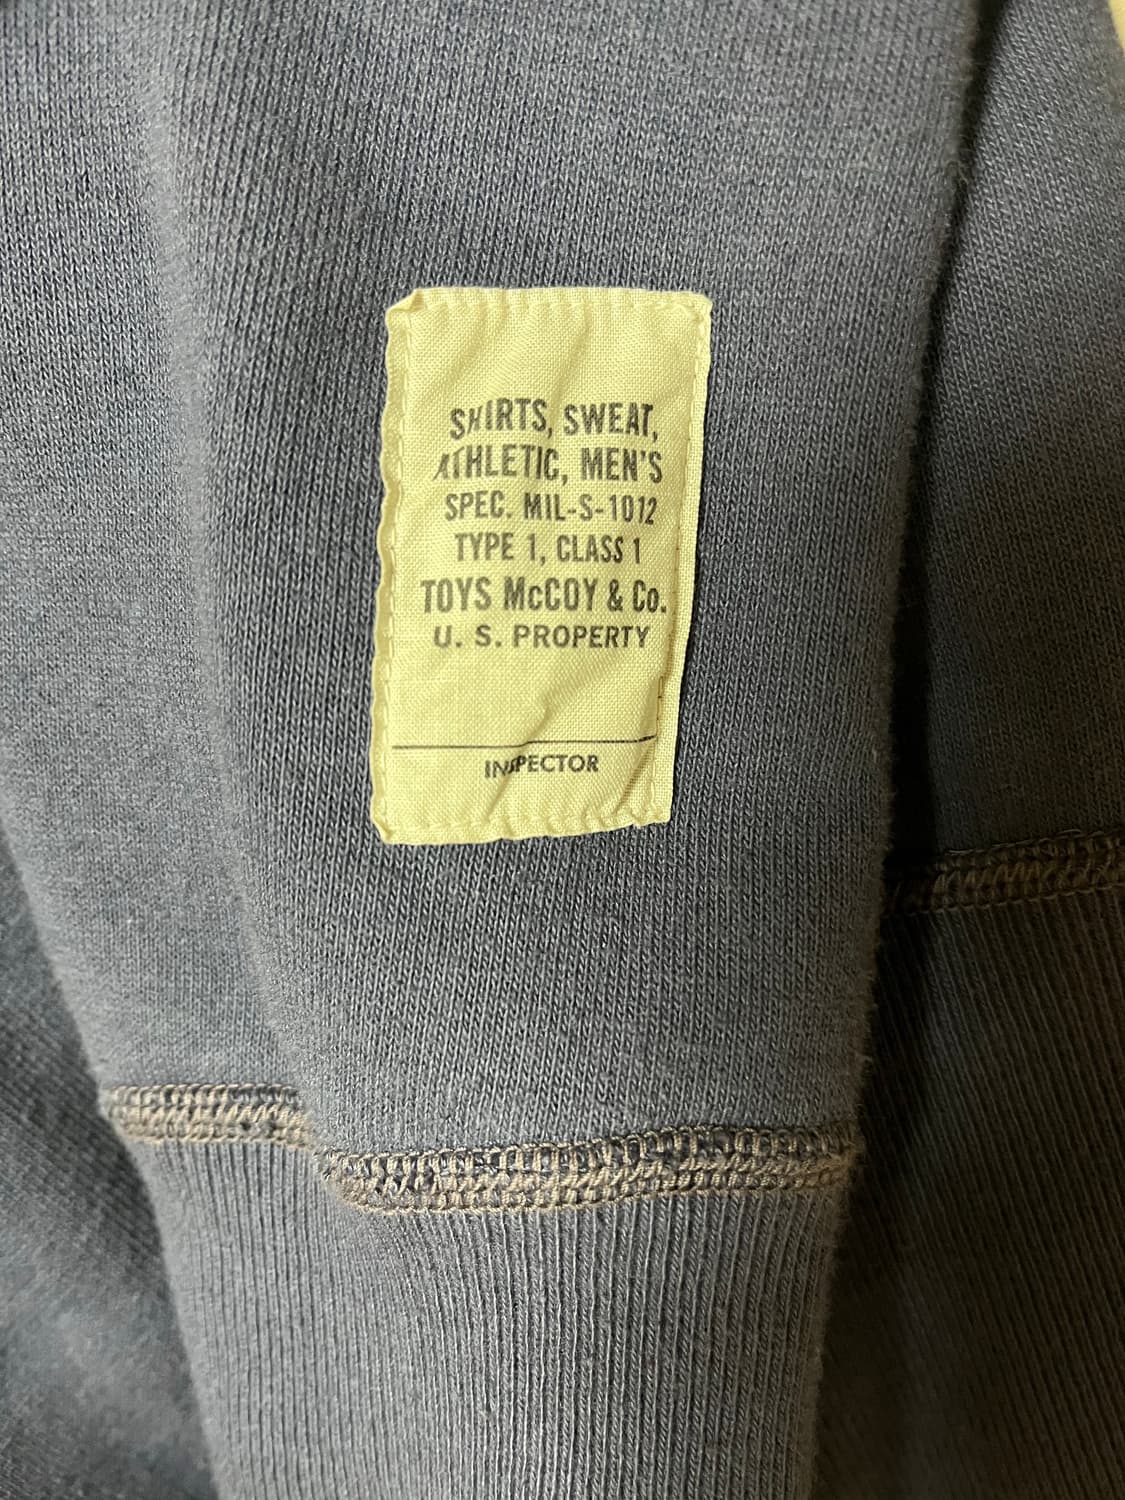 SHIRTS, SWEAT,
ATHLETIC, MEN'S
SPEC. MIL-S-1012
TYPE 1, CLASS 1
TOYS McCOY & Co.
U. S. PROPERTY
INSPECTOR